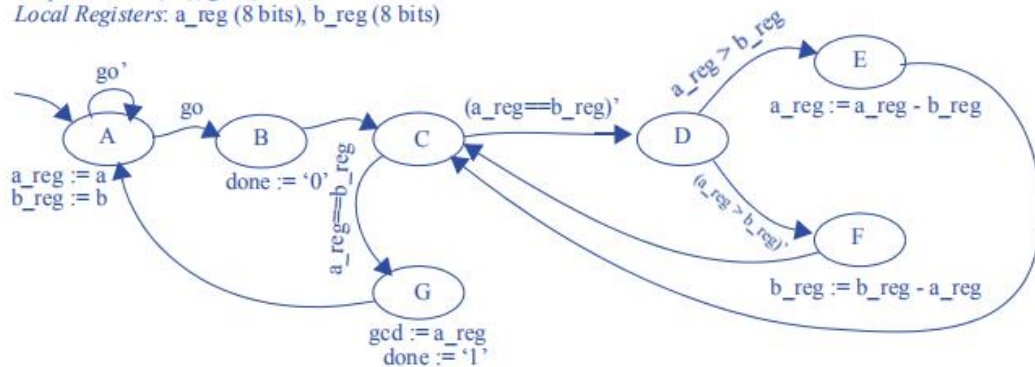 Local Registers: a_reg (8 bits), b_reg (8 bits)
go’
A
a_reg := a
b_reg := b
go
B
done := ‘0’
C
a_reg==b_reg
G
gcd := a_reg
done := ‘1’
(a_reg==b_reg)’
D
a_reg > b_reg
E
a_reg := a_reg - b_reg
(a_reg > b_reg)’
F
b_reg := b_reg - a_reg